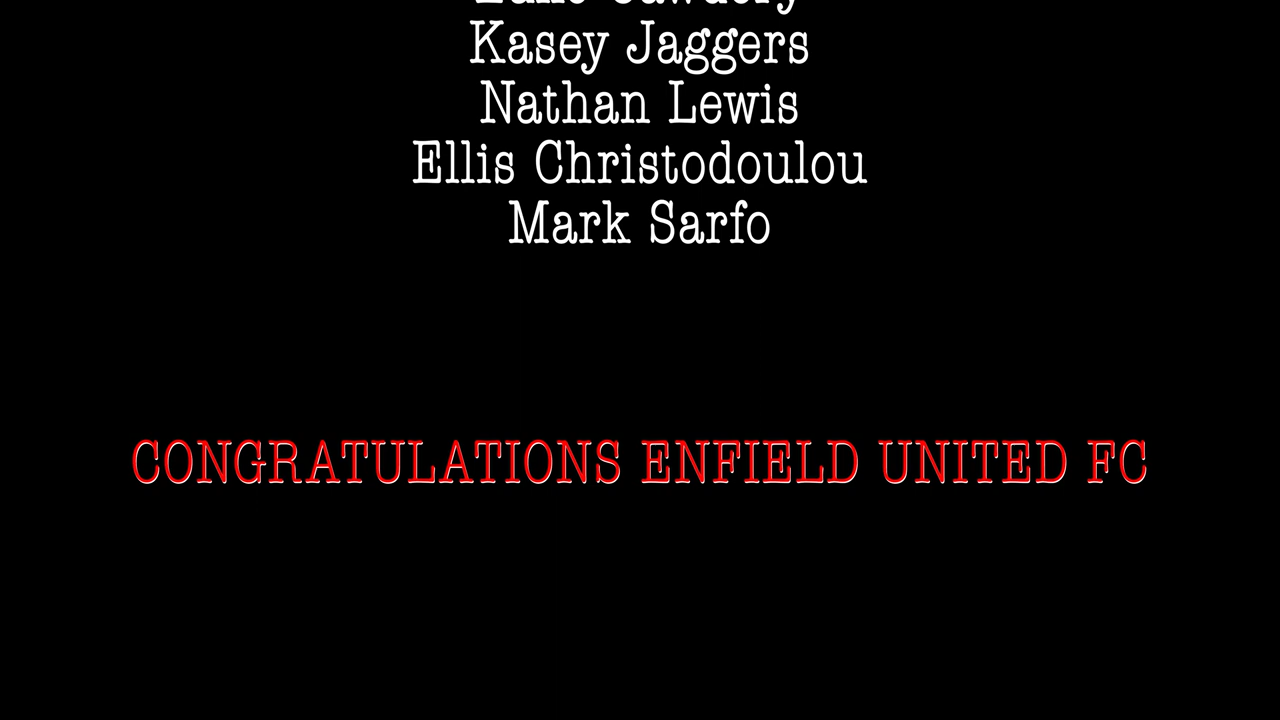 Kasey Jaggers
Nathan Lewis
Ellis Christodoulou
Mark Sarfo
CONGRATULATIONS ENFIELD UNITED FC